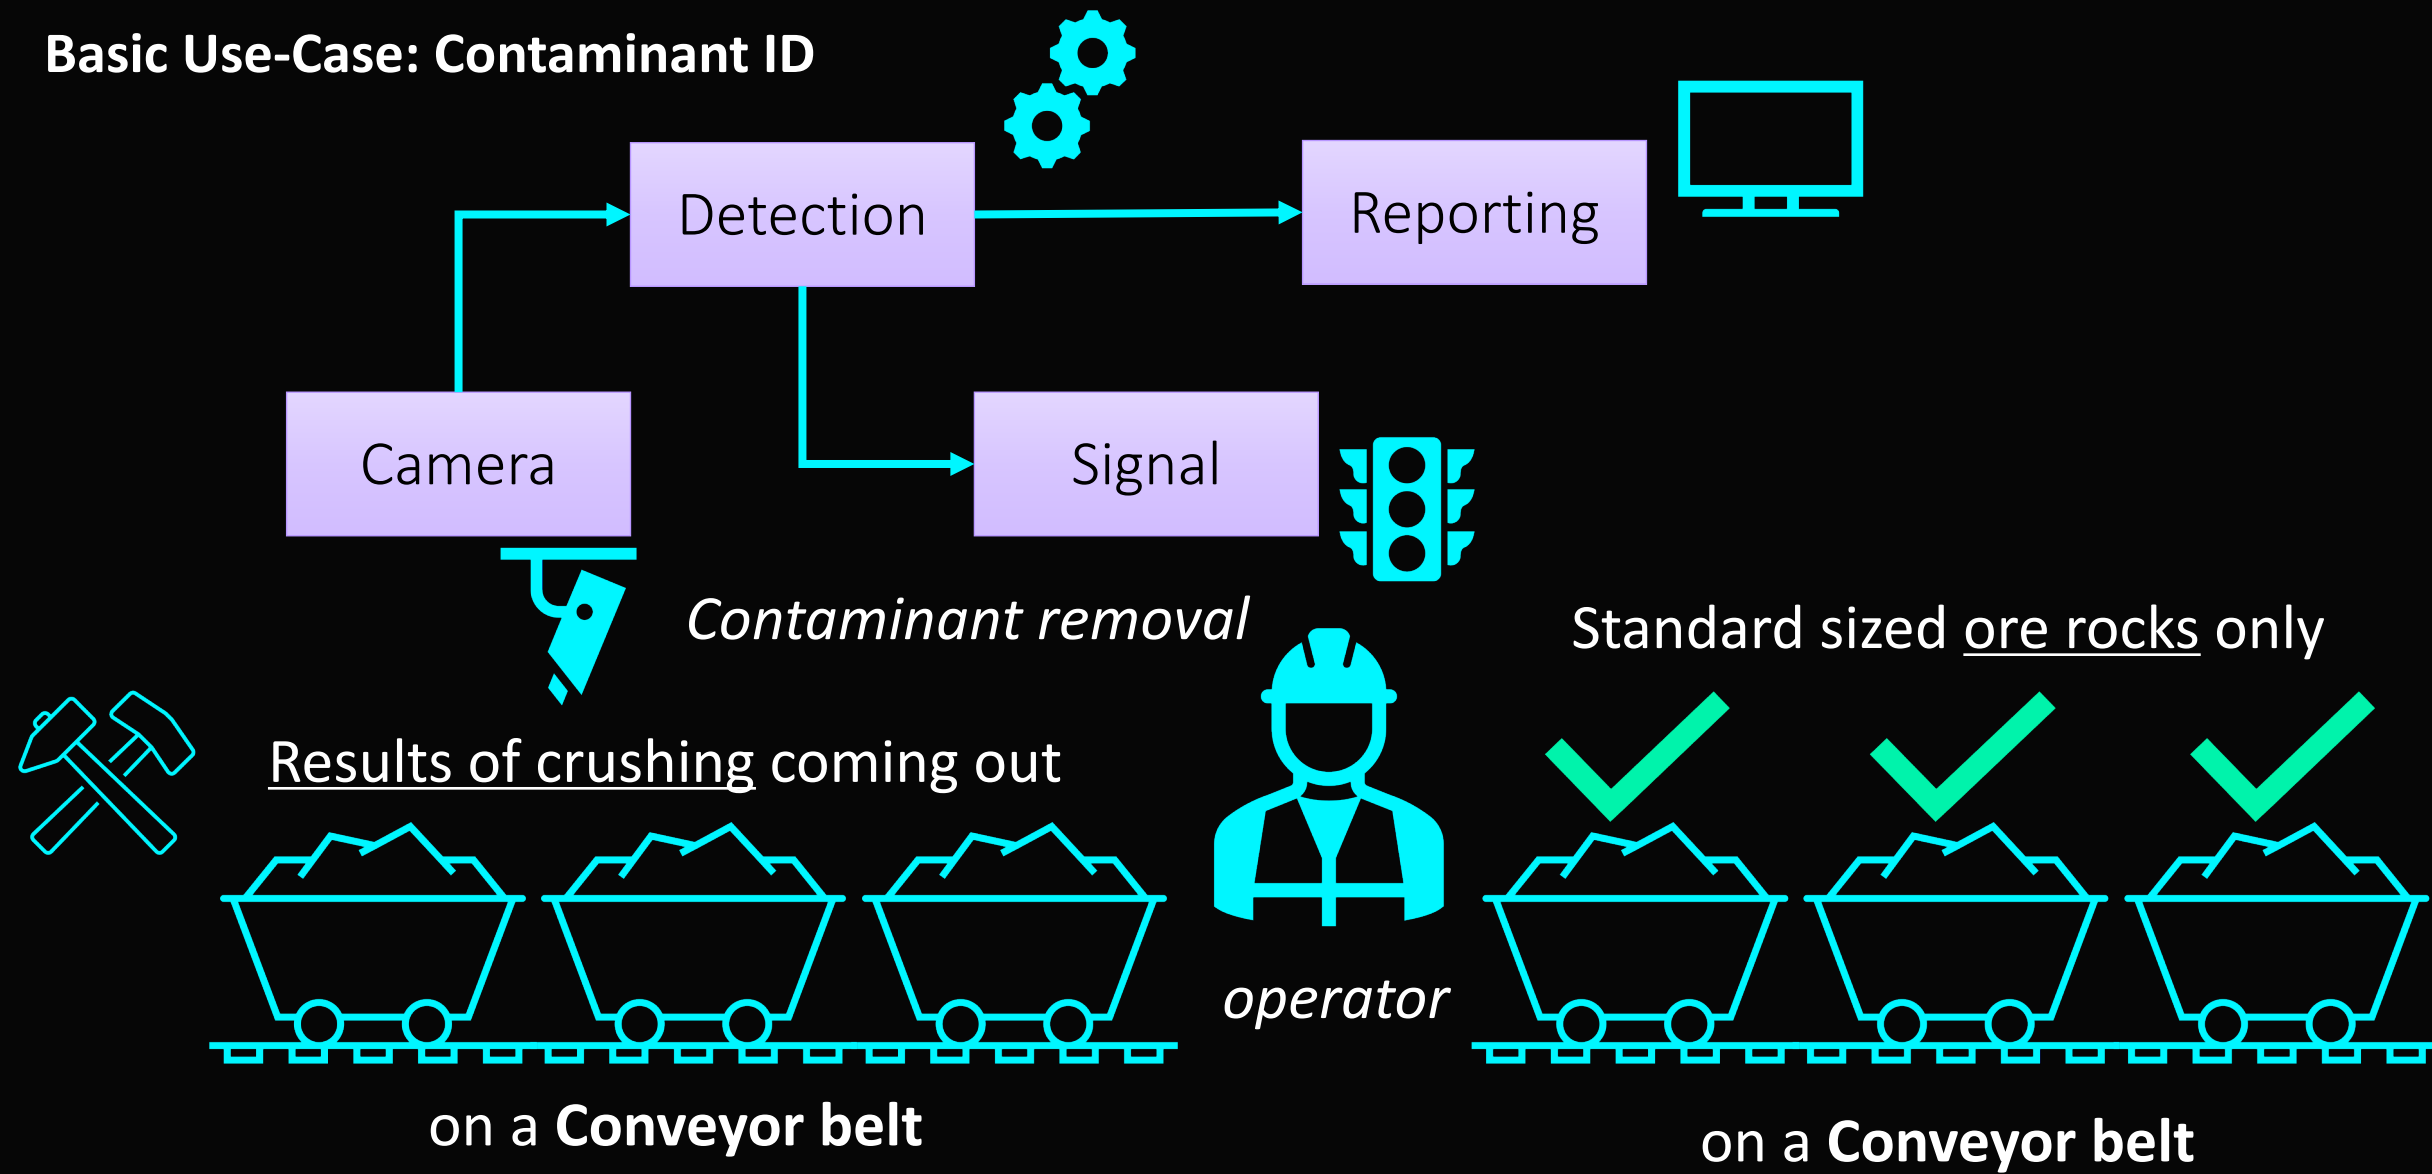 Basic Use-Case: Contaminant ID
Detection
Reporting
Camera
Signal
Contaminant removal
Standard sized ore rocks only
Results of crushing coming out
operator
on a Conveyor belt
on a Conveyor belt